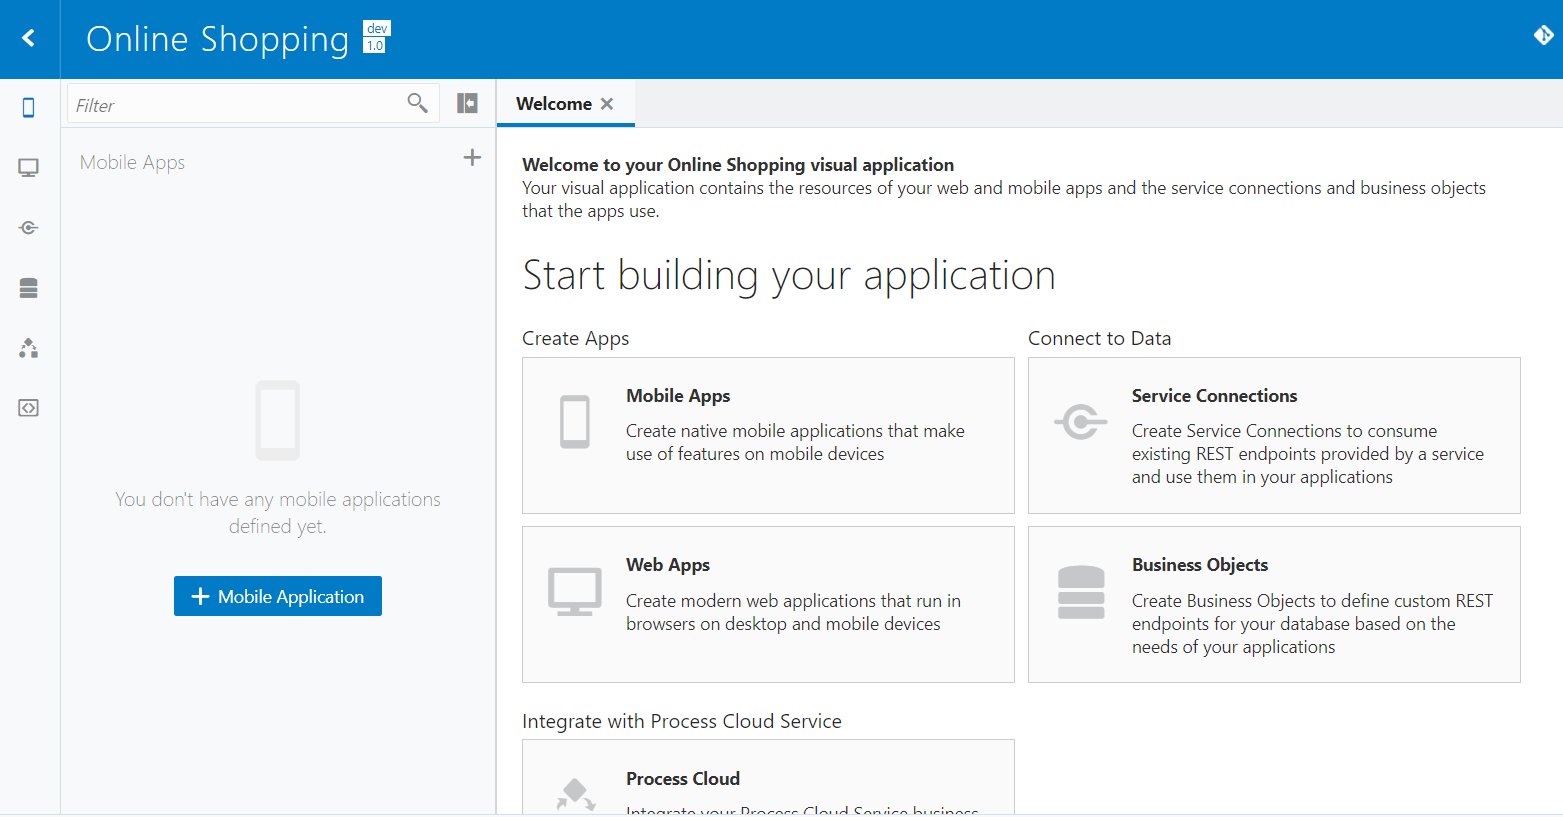 Online Shopping
dev
1.0
Filter
Welcome
Mobile Apps
You don't have any mobile applications
defined yet.
Mobile Application
Welcome to your Online Shopping visual application
Your visual application contains the resources of your web and mobile apps and the service connections and business objects
that the apps use.
Start building your application
Create Apps
Mobile Apps
Create native mobile applications that make
use of features on mobile devices
Web Apps
Create modern web applications that run in
browsers on desktop and mobile devices
Connect to Data
Service Connections
Create Service Connections to consume
existing REST endpoints provided by a service
and use them in your applications
Business Objects
Create Business Objects to define custom REST
endpoints for your database based on the
needs of your applications
Integrate with Process Cloud Service
Process Cloud
Integrate your Process Cloud Service business